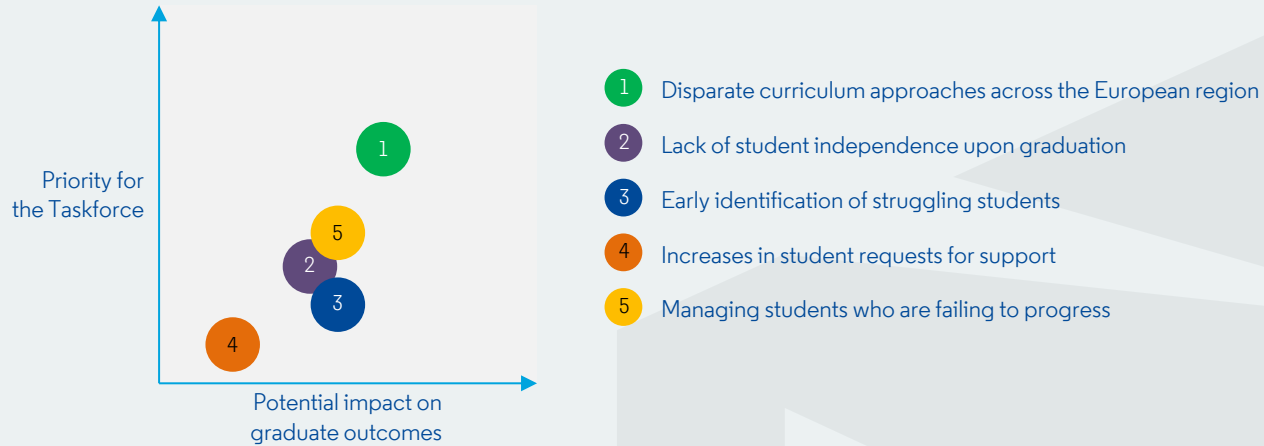 1 Disparate curriculum approaches across the European region
1
2 Lack of student independence upon graduation
Priority for
the Taskforce
3 Early identification of struggling students
5
4 Increases in student requests for support
2
3
5 Managing students who are failing to progress
4
Potential impact on
graduate outcomes